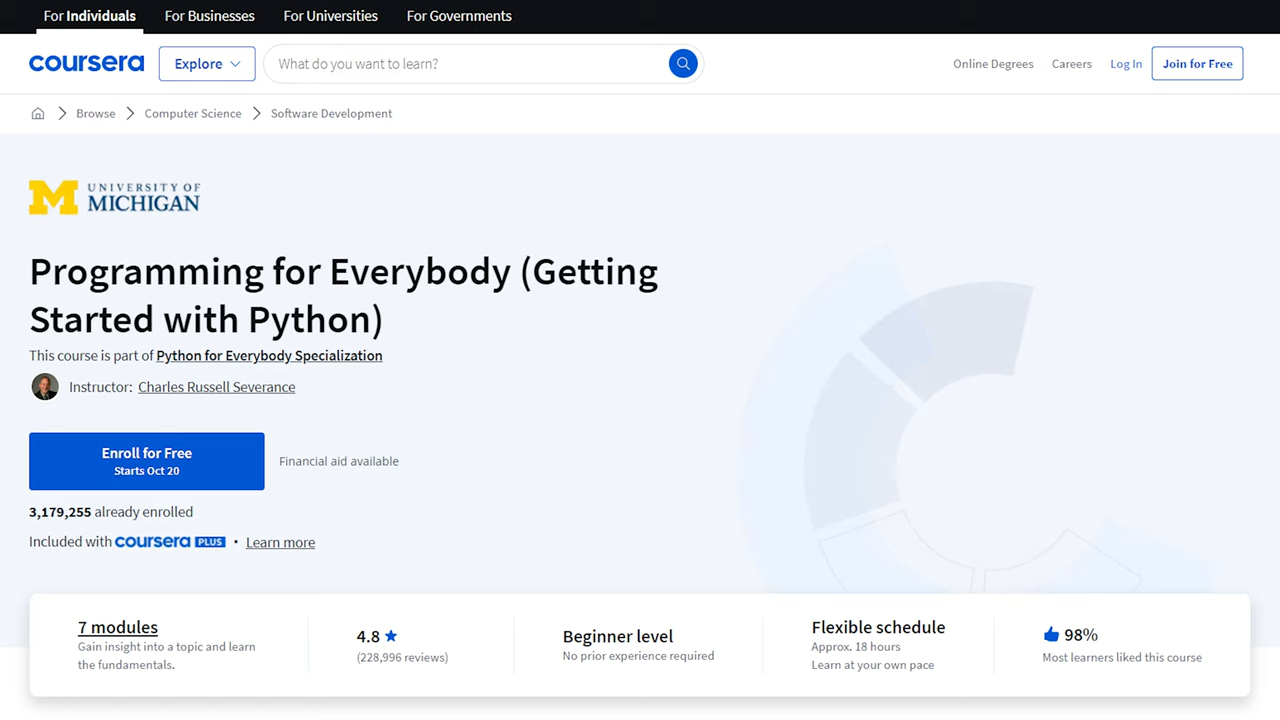 For Individuals For Businesses For Universities For Governments
coursera Explore What do you want to learn? Online Degrees Careers Log In Join for Free
Browse Computer Science Software Development
M UNIVERSITY OF
MICHIGAN
Programming for Everybody (Getting
Started with Python)
This course is part of Python for Everybody Specialization
Instructor: Charles Russell Severance
Enroll for Free
Starts Oct 20
Financial aid available
3,179,255 already enrolled
Included with coursera PLUS • Learn more
7 modules
Gain insight into a topic and learn
the fundamentals.
4.8
(228,996 reviews)
Beginner level
No prior experience required
Flexible schedule
Approx. 18 hours
Learn at your own pace
98%
Most learners liked this course